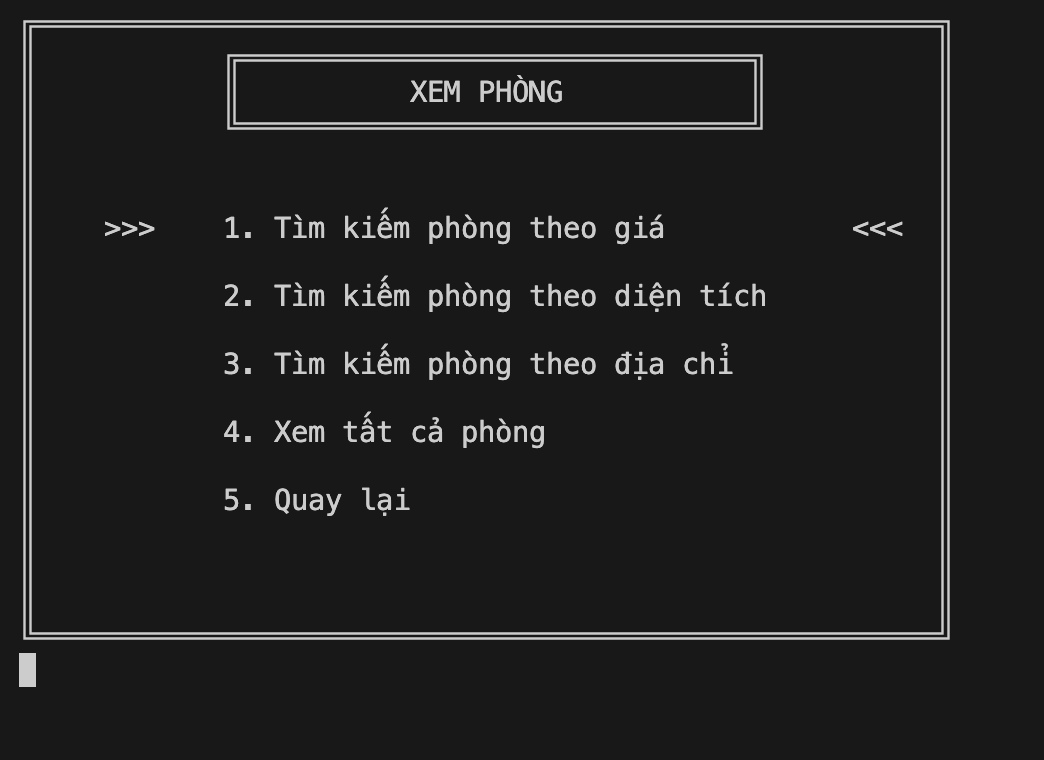 XEM PHÒNG
>>> 1. Tìm kiếm phòng theo giá <<<
2. Tìm kiếm phòng theo diện tích
3. Tìm kiếm phòng theo địa chỉ
4. Xem tất cả phòng
5. Quay lại